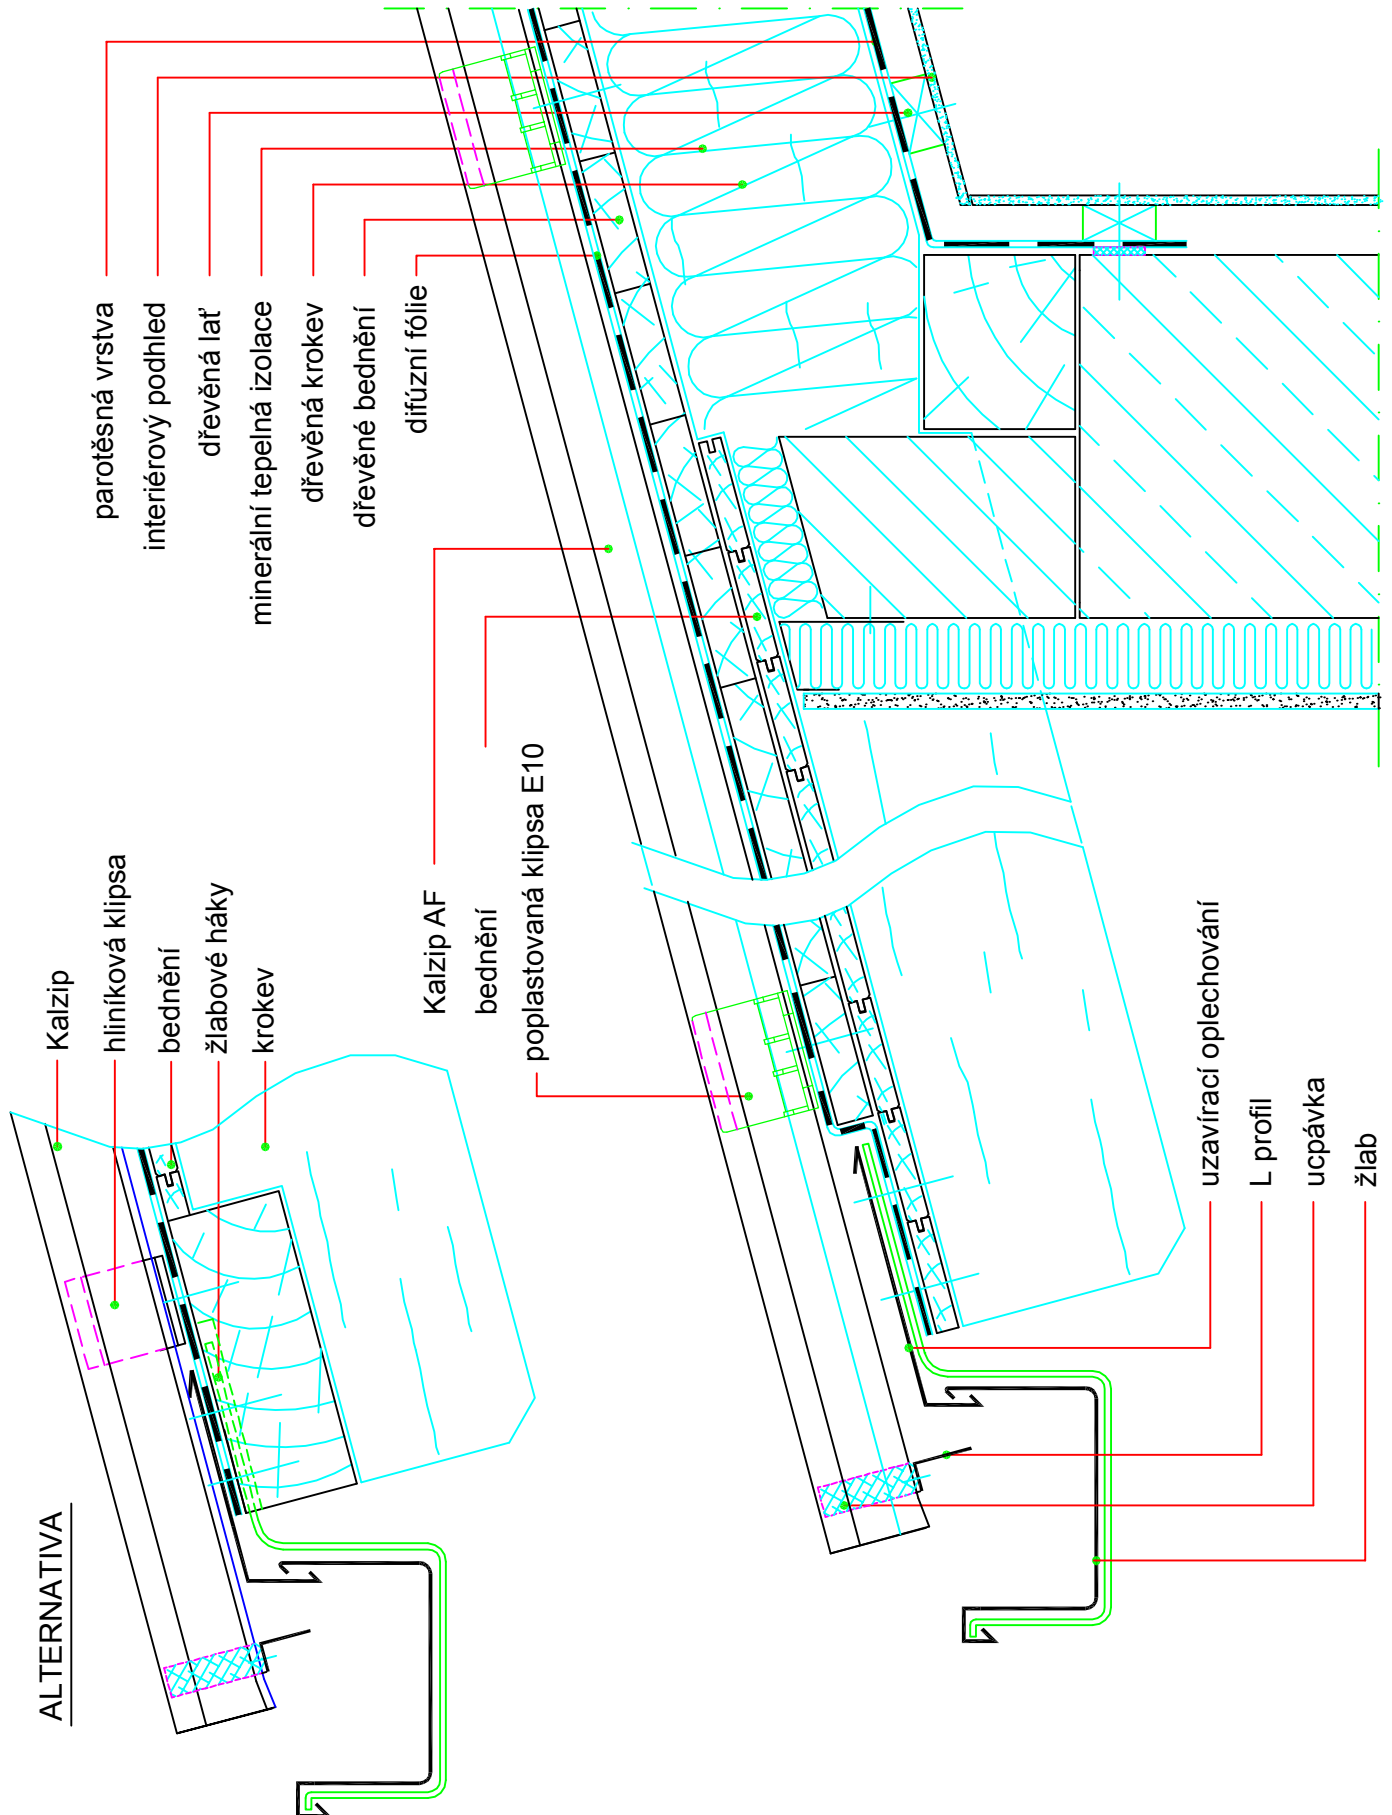 parotěsná vrstva
interiérový podhled
dřevěná lať
minerální tepelná izolace
dřevěná krokev
dřevěné bednění
difúzní fólie
Kalzip AF
bednění
poplastovaná klipsa E10
Kalzip
hliníková klipsa
bednění
žlabové háky
krokev
ALTERNATIVA
uzavírací oplechování
L profil
ucpávka
žlab